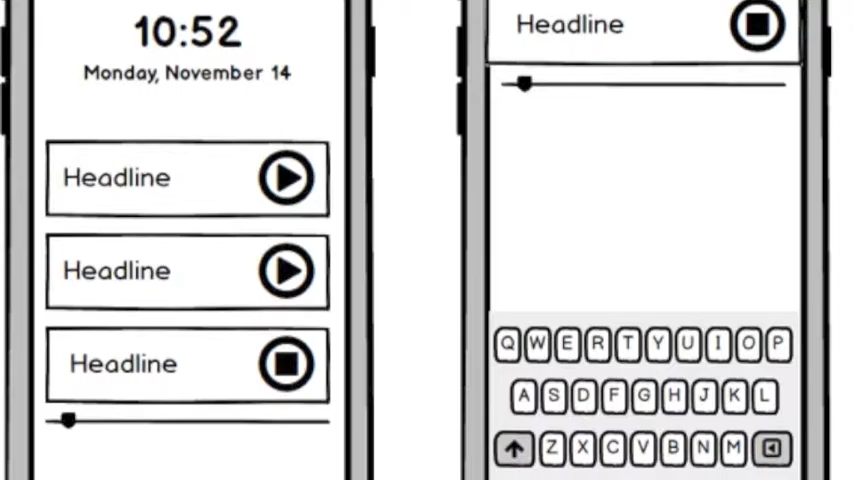 10:52
Monday, November 14
Headline
Headline
Headline
Headline
Q W E R T Y U I O P
A S D F G H J K L
Z X C V B N M